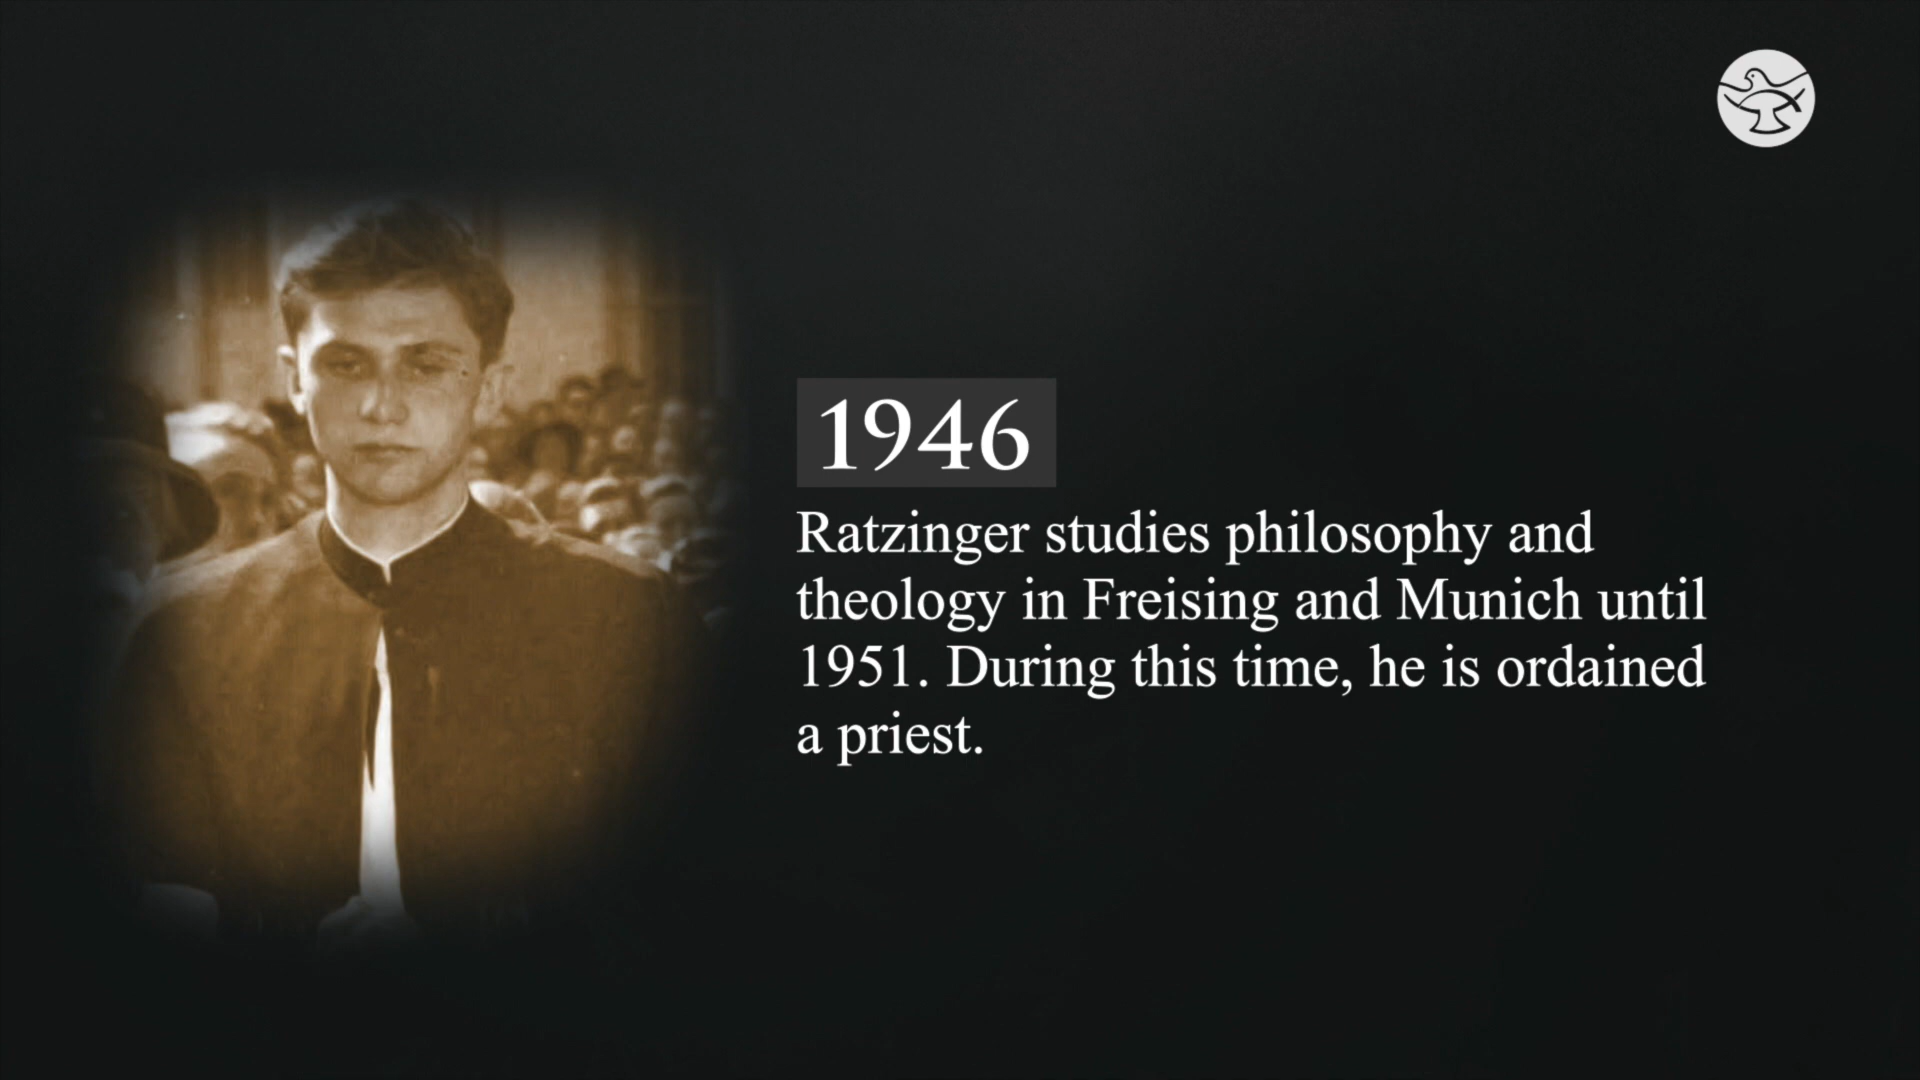 1946
Ratzinger studies philosophy and
theology in Freising and Munich until
1951. During this time, he is ordained
a priest.